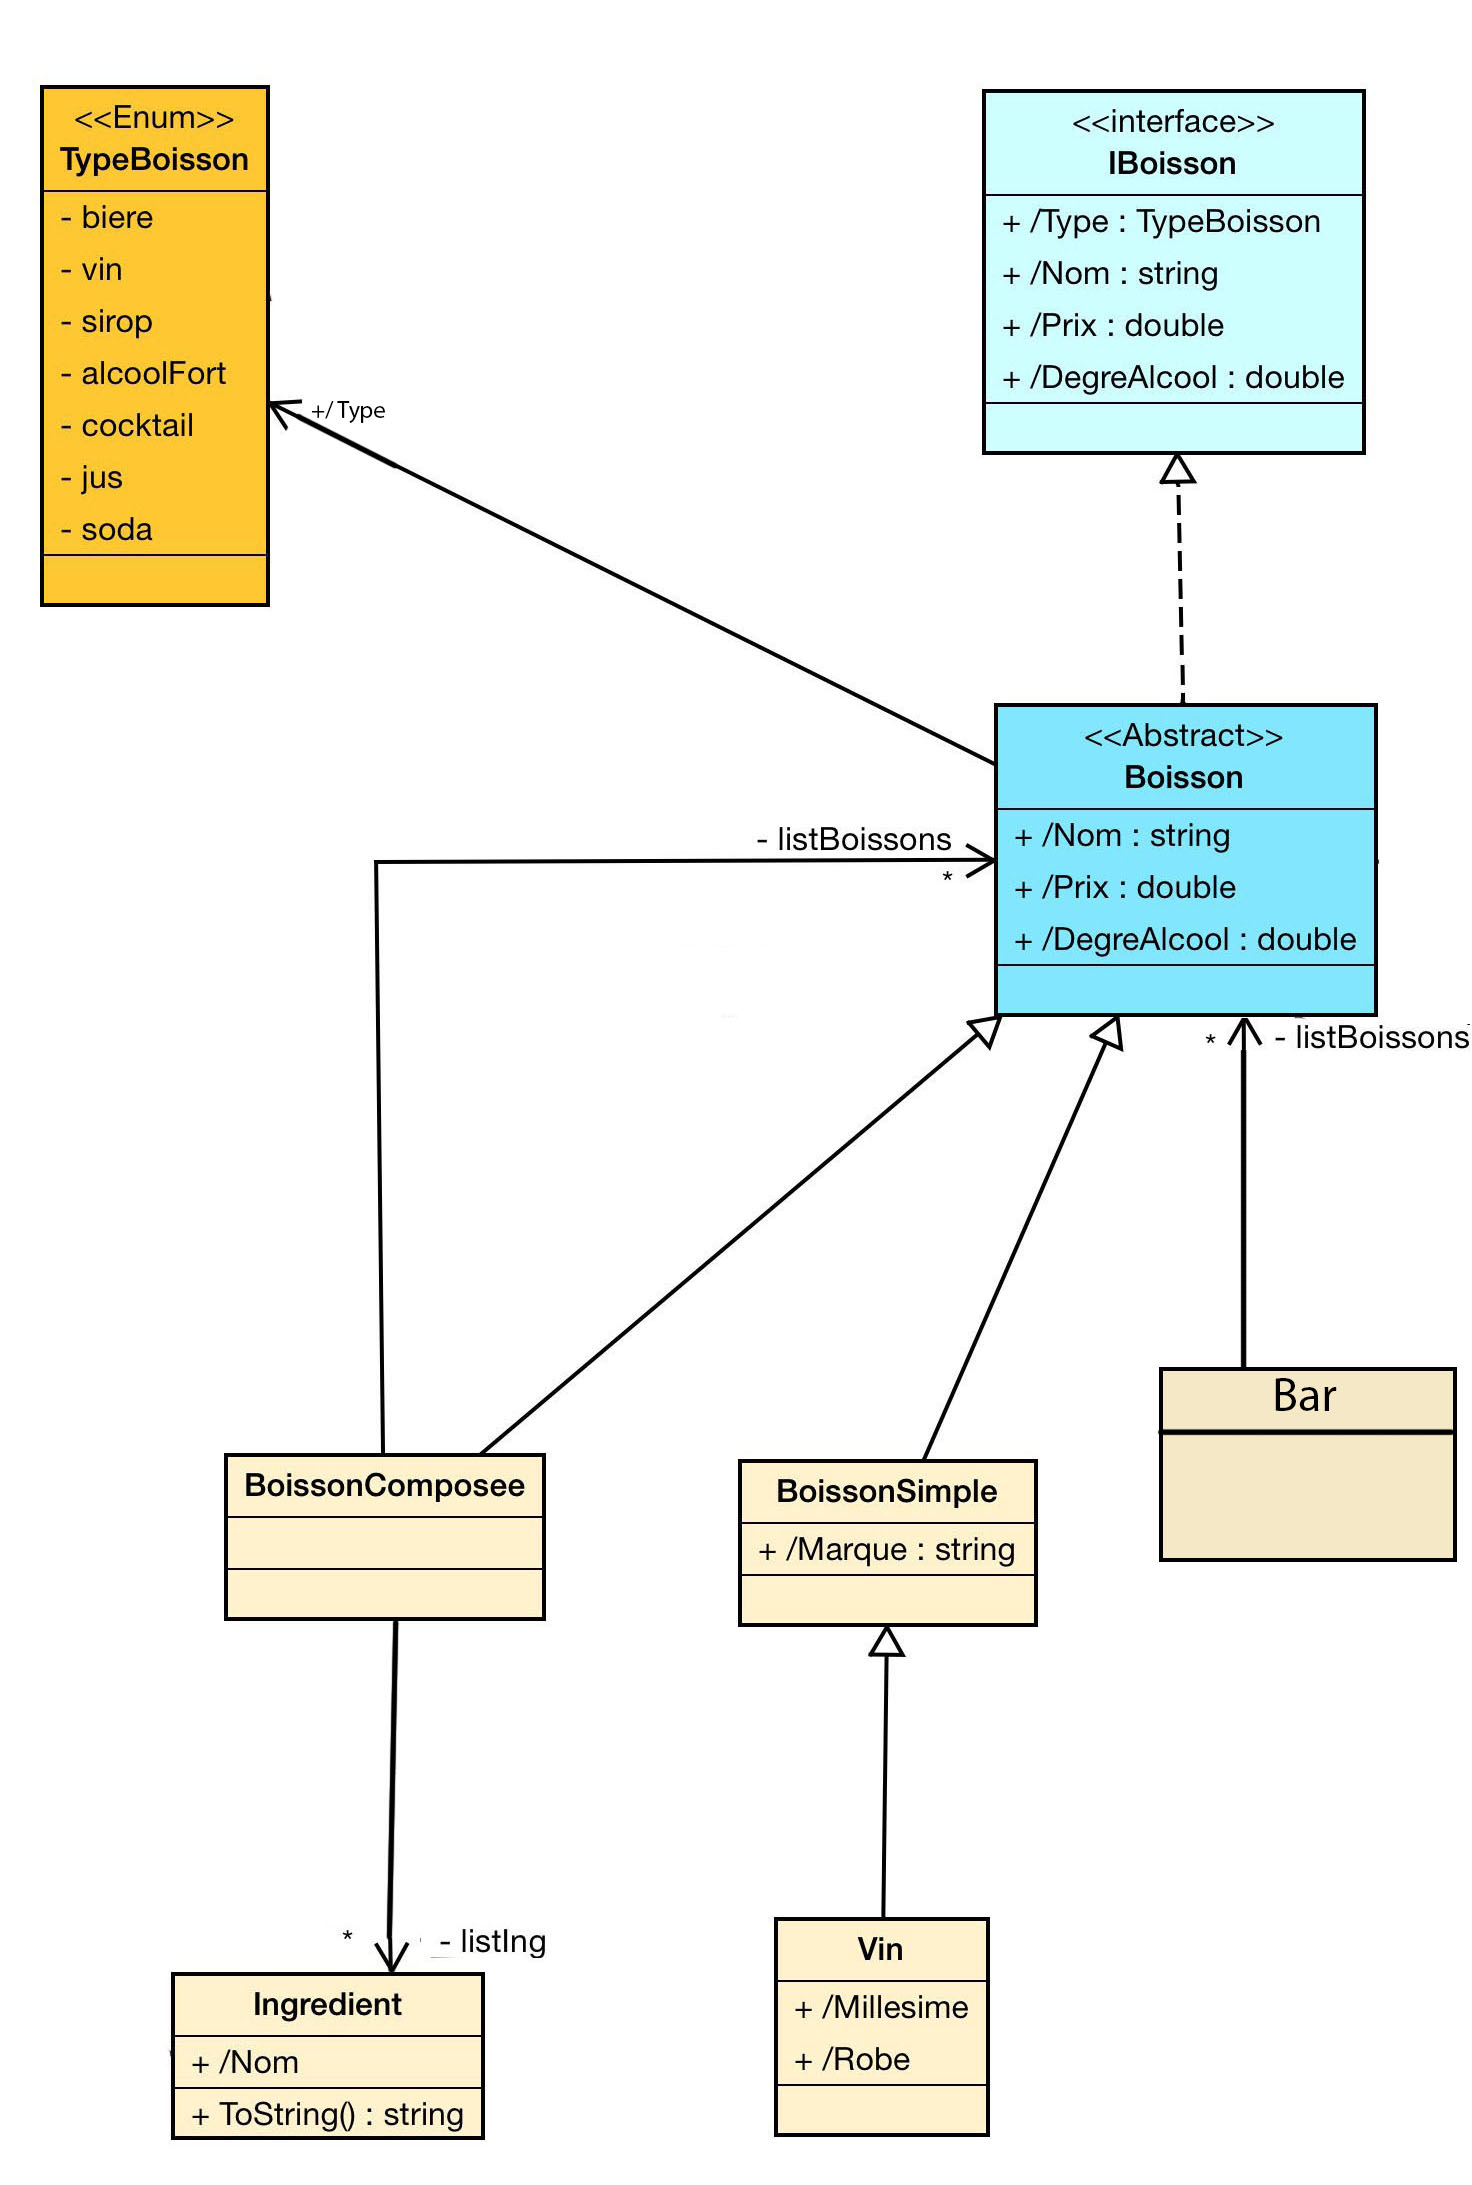 <<Enum>>
TypeBoisson
- biere
- vin
- sirop
- alcoolFort
- cocktail
- jus
- soda
<<interface>>
IBoisson
+ /Type : TypeBoisson
+ /Nom : string
+ /Prix : double
+ /DegreAlcool : double
+/ Type
<<Abstract>>
Boisson
+ /Nom : string
+ /Prix : double
+ /DegreAlcool : double
- listBoissons
*
* - listBoissons
BoissonComposee
BoissonSimple
+ /Marque : string
Bar
* - listIng
Ingredient
+ /Nom
+ ToString() : string
Vin
+ /Millesime
+ /Robe